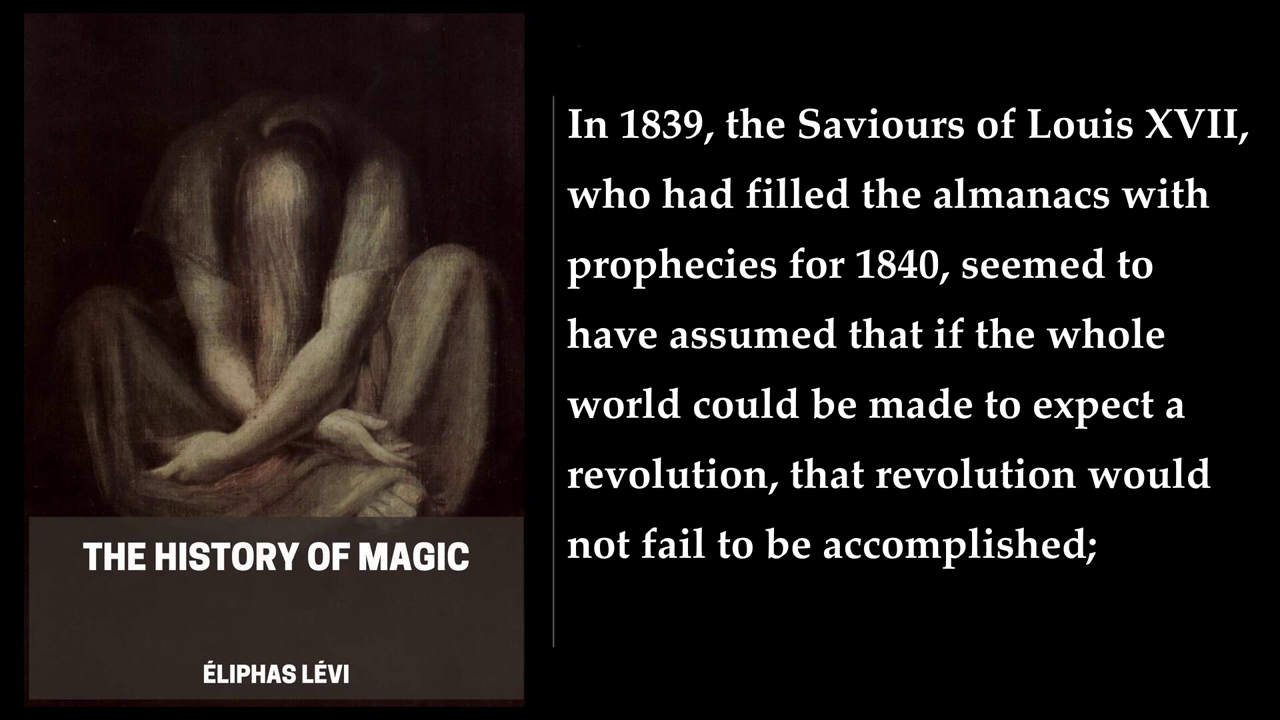 THE HISTORY OF MAGIC
ÉLIPHAS LÉVI
In 1839, the Saviours of Louis XVII,
who had filled the almanacs with
prophecies for 1840, seemed to
have assumed that if the whole
world could be made to expect a
revolution, that revolution would
not fail to be accomplished;